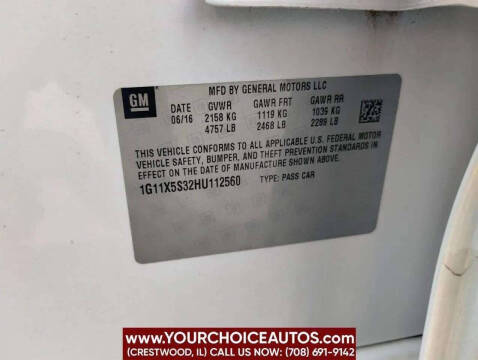 GM
MFD BY GENERAL MOTORS LLC
DATE GVWR GAWR FRT GAWR RR
06/16 2158 KG 1119 KG 1039 KG
4757 LB 2468 LB 2289 LB
THIS VEHICLE CONFORMS TO ALL APPLICABLE U.S. FEDERAL MOTOR
VEHICLE SAFETY, BUMPER, AND THEFT PREVENTION STANDARDS IN
EFFECT ON THE DATE OF MANUFACTURE SHOWN ABOVE.
1G11X5S32HU112560 TYPE: PASS CAR
WWW.YOURCHOICEAUTOS.COM
(CRESTWOOD, IL) CALL NOW: (708) 691-9142